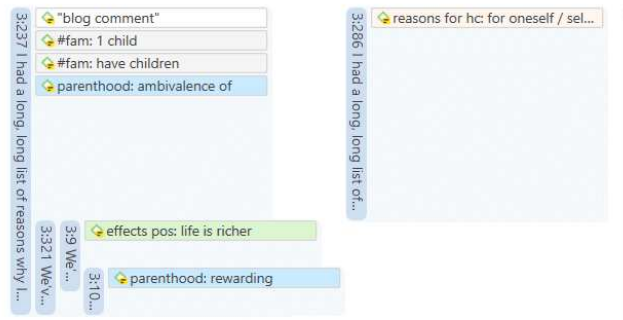 3:237 I had a long, long list of reasons why I...
"blog comment"
#fam: 1 child
#fam: have children
parenthood: ambivalence of
3:321 We'v...
3:9 We'...
effects pos: life is richer
3:10...
parenthood: rewarding
3:286 I had a long, long list of...
reasons for hc: for oneself / sel...